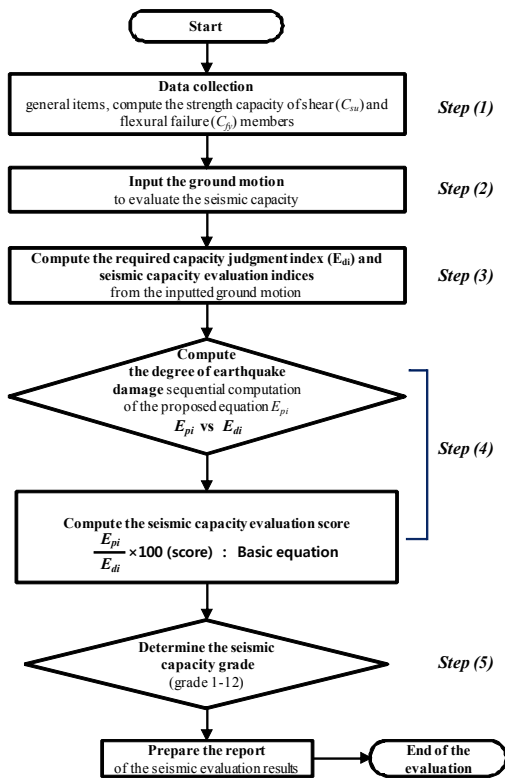 Start
Data collection
general items, compute the strength capacity of shear (Csu) and
flexural failure (Cfy) members
Step (1)
Input the ground motion
to evaluate the seismic capacity
Step (2)
Compute the required capacity judgment index (Edi) and
seismic capacity evaluation indices
from the inputted ground motion
Step (3)
Compute
the degree of earthquake
damage sequential computation
of the proposed equation Epi
Epi vs Edi
Step (4)
Compute the seismic capacity evaluation score
Epi/Edi ×100 (score) : Basic equation
Determine the seismic
capacity grade
(grade 1-12)
Step (5)
Prepare the report
of the seismic evaluation results
End of the
evaluation